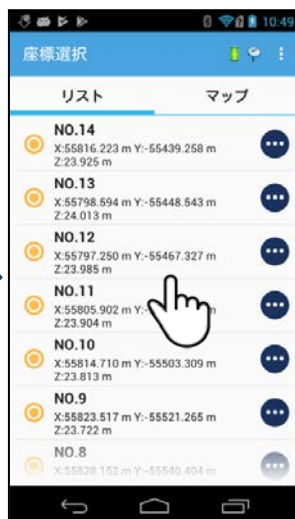 10:49
座標選択
リスト マップ
NO.14
X:55816.223 m Y:-55439.258 m
Z:23.925 m
NO.13
X:55798.594 m Y:-55448.543 m
Z:24.013 m
NO.12
X:55797.250 m Y:-55467.327 m
Z:23.985 m
NO.11
X:55805.902 m Y:- m
Z:23.904 m
NO.10
X:55814.710 m Y:-55503.309 m
Z:23.813 m
NO.9
X:55823.517 m Y:-55521.265 m
Z:23.722 m
NO.8
X:55828.152 m Y:-55540.404 m